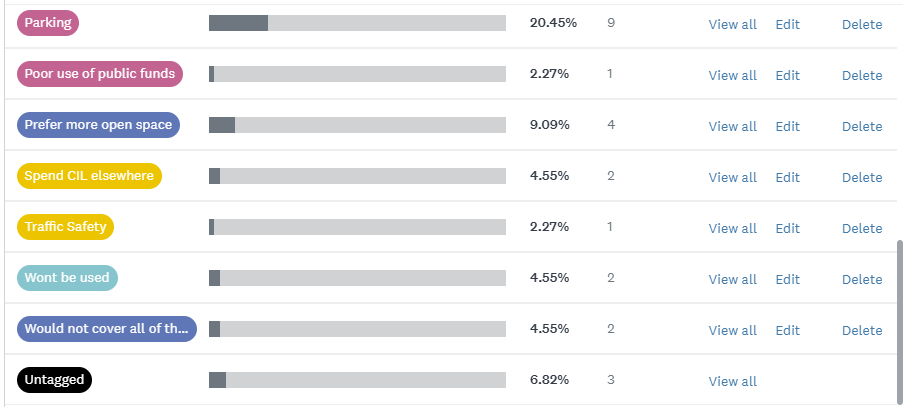 Parking 20.45% 9 View all Edit Delete
Poor use of public funds 2.27% 1 View all Edit Delete
Prefer more open space 9.09% 4 View all Edit Delete
Spend CIL elsewhere 4.55% 2 View all Edit Delete
Traffic Safety 2.27% 1 View all Edit Delete
Wont be used 4.55% 2 View all Edit Delete
Would not cover all of th... 4.55% 2 View all Edit Delete
Untagged 6.82% 3 View all